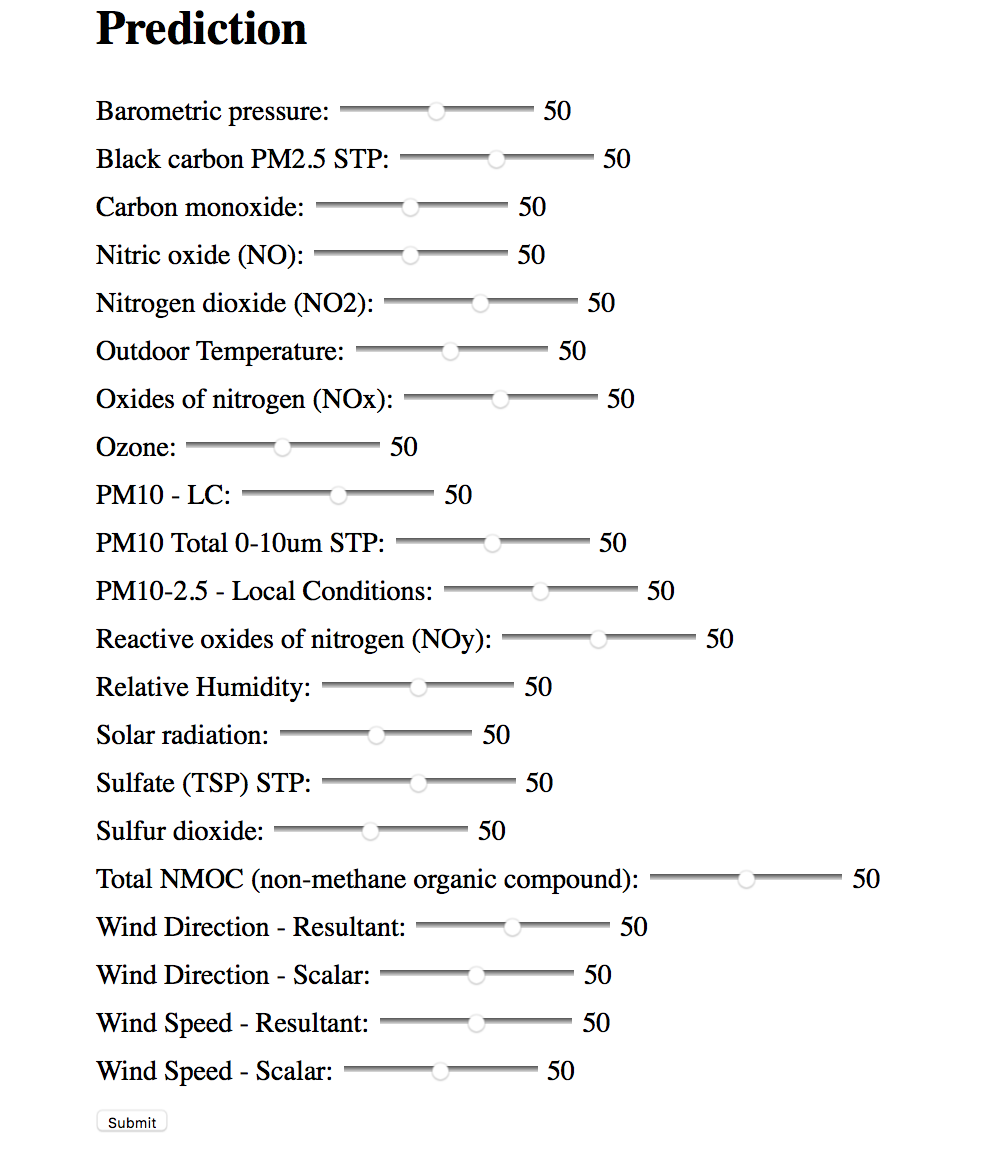 Prediction
Barometric pressure: 50
Black carbon PM2.5 STP: 50
Carbon monoxide: 50
Nitric oxide (NO): 50
Nitrogen dioxide (NO2): 50
Outdoor Temperature: 50
Oxides of nitrogen (NOx): 50
Ozone: 50
PM10 - LC: 50
PM10 Total 0-10um STP: 50
PM10-2.5 - Local Conditions: 50
Reactive oxides of nitrogen (NOy): 50
Relative Humidity: 50
Solar radiation: 50
Sulfate (TSP) STP: 50
Sulfur dioxide: 50
Total NMOC (non-methane organic compound): 50
Wind Direction - Resultant: 50
Wind Direction - Scalar: 50
Wind Speed - Resultant: 50
Wind Speed - Scalar: 50
Submit